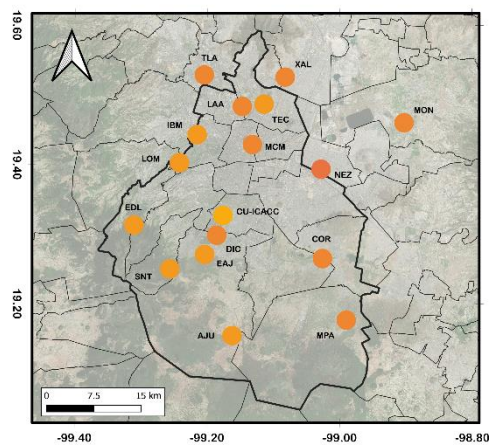 19.60
TLA
XAL
LAA
TEC
MON
IBM
MCM
19.40
LOM
NEZ
EDL
CU-ICACC
DIC
COR
EAJ
SNT
19.20
AJU
MPA
0 7.5 15 km
-99.40 -99.20 -99.00 -98.80